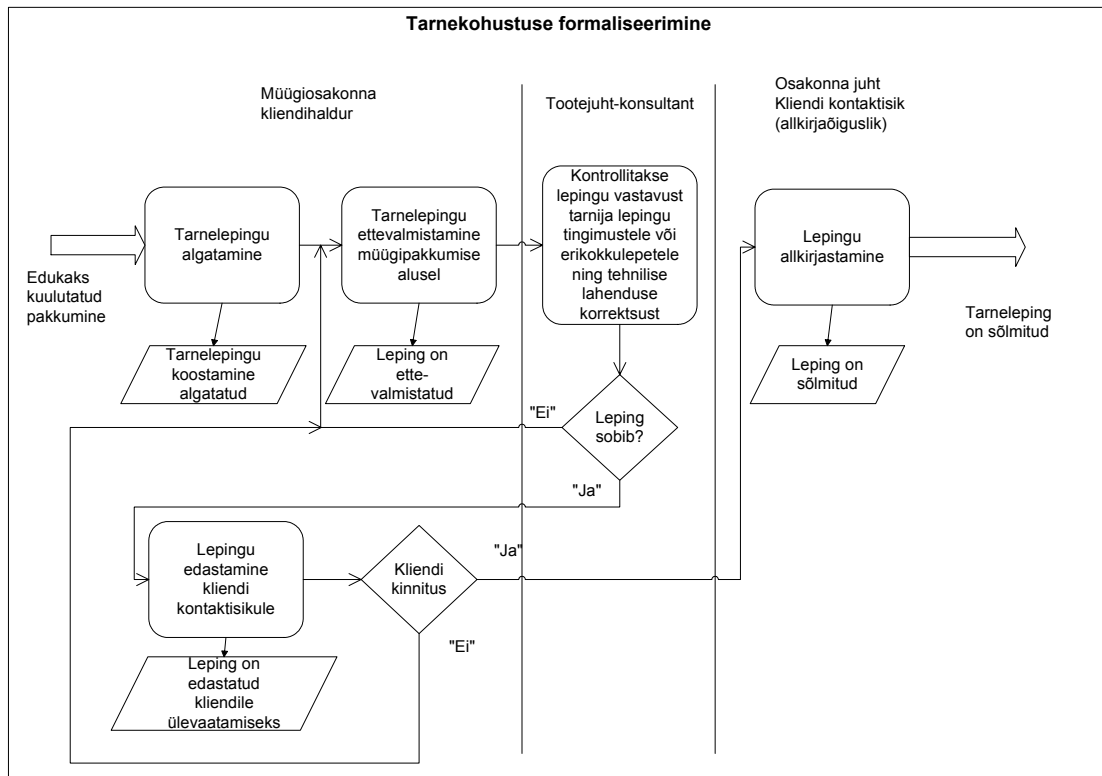 Tarnekohustuse formaliseerimine
Müügiosakonna
kliendihaldur
Tootejuht-konsultant
Osakonna juht
Kliendi kontaktisik
(allkirjaõiguslik)
Edukaks
kuulutatud
pakkumine
Tarnelepingu
algatamine
Tarnelepingu
ettevalmistamine
müügipakkumise
alusel
Kontrollitakse
lepingu vastavust
tarnija lepingu
tingimustele või
erikokkulepetele
ning tehnilise
lahenduse
korrektsust
Lepingu
allkirjastamine
Tarneleping
on sõlmitud
Tarnelepingu
koostamine
algatatud
Leping on
ette-
valmistatud
Leping on
sõlmitud
"Ei"
Leping
sobib?
"Ja"
Lepingu
edastamine
kliendi
kontaktisikule
Kliendi
kinnitus
"Ja"
"Ei"
Leping on
edastatud
kliendile
ülevaatamiseks